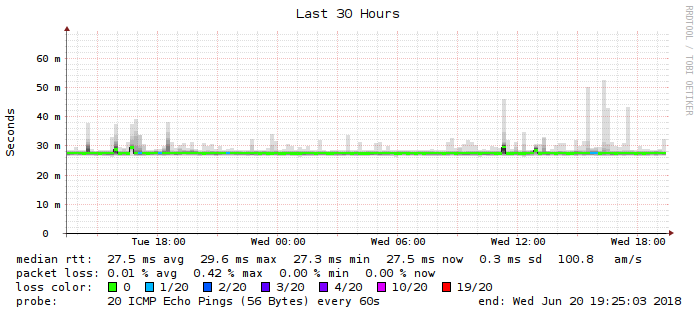 Last 30 Hours
RRDTOOL / TOBI OETIKER
Seconds
60 m
50 m
40 m
30 m
20 m
10 m
0
Tue 18:00 Wed 00:00 Wed 06:00 Wed 12:00 Wed 18:00
median rtt: 27.5 ms avg 29.6 ms max 27.3 ms min 27.5 ms now 0.3 ms sd 100.8 am/s
packet loss: 0.01 % avg 0.42 % max 0.00 % min 0.00 % now
loss color: 0 1/20 2/20 3/20 4/20 10/20 19/20
probe: 20 ICMP Echo Pings (56 Bytes) every 60s end: Wed Jun 20 19:25:03 2018